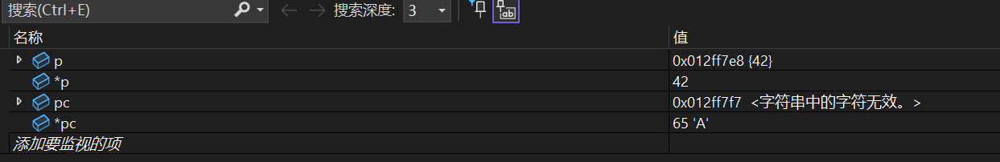 搜索(Ctrl+E) 搜索深度: 3
名称 值
p 0x012ff7e8 {42}
*p 42
pc 0x012ff7f7 <字符串中的字符无效。>
*pc 65 'A'
添加要监视的项